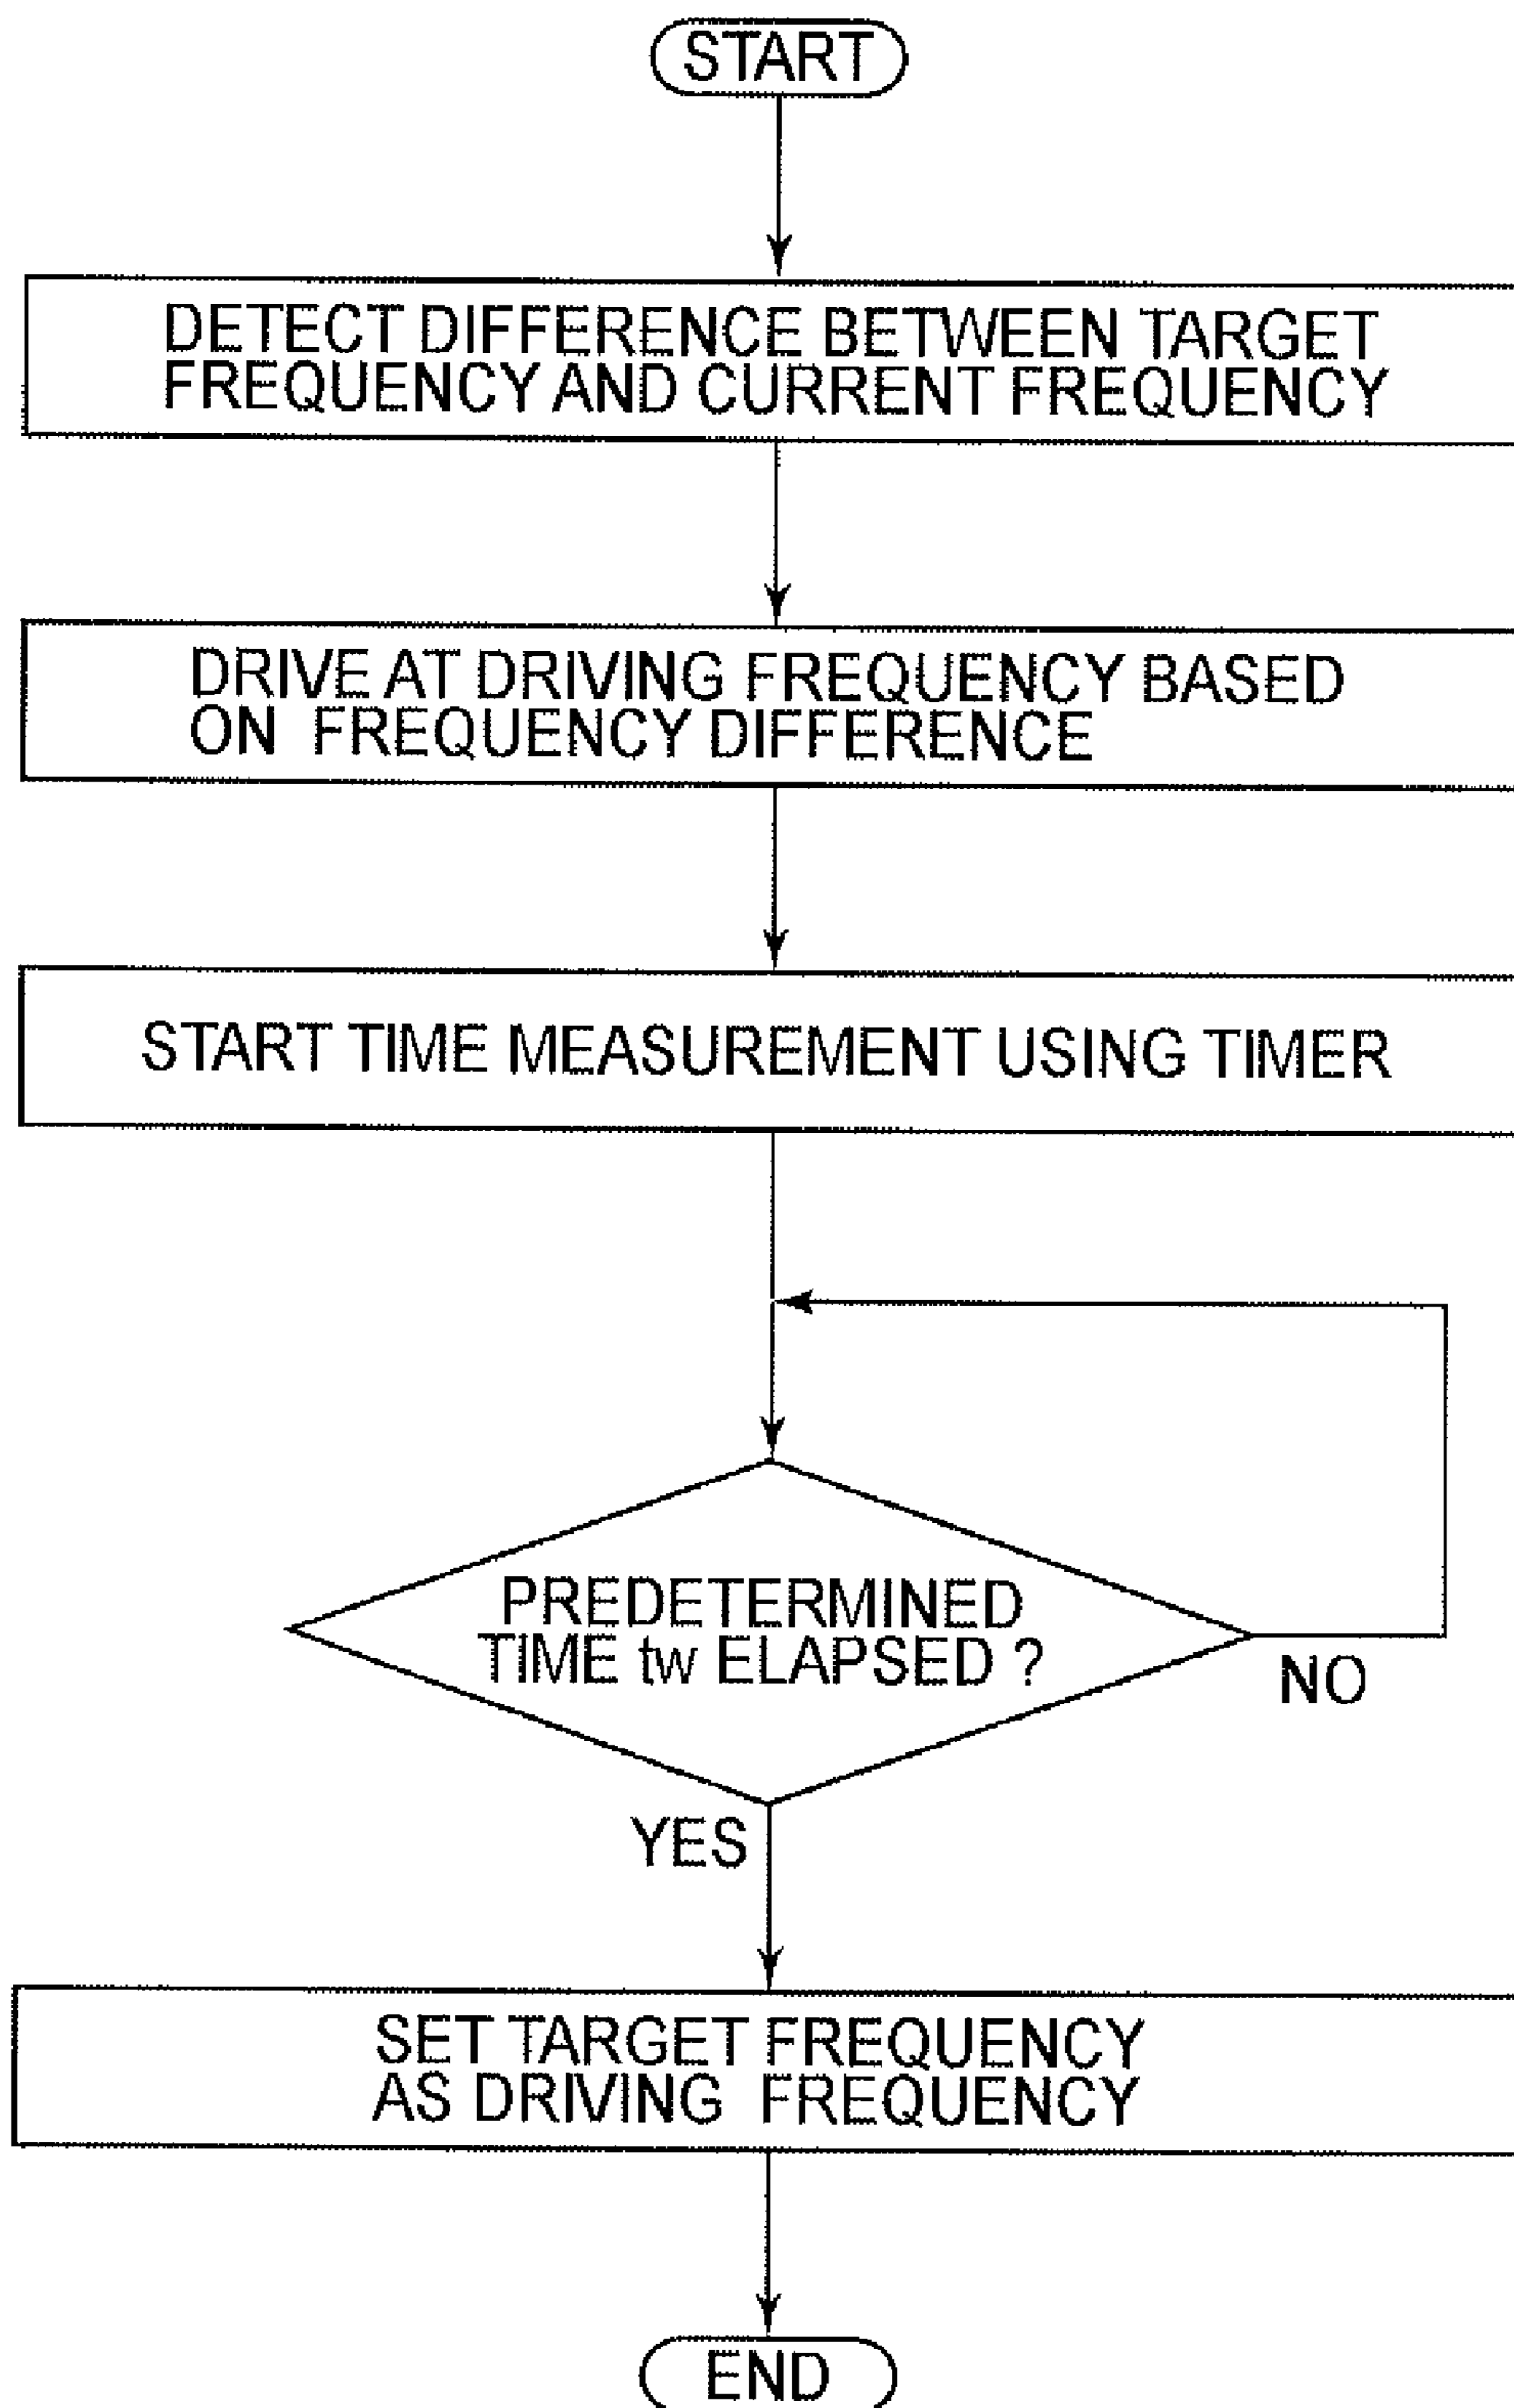 START
DETECT DIFFERENCE BETWEEN TARGET
FREQUENCY AND CURRENT FREQUENCY
DRIVE AT DRIVING FREQUENCY BASED
ON FREQUENCY DIFFERENCE
START TIME MEASUREMENT USING TIMER
PREDETERMINED
TIME tw ELAPSED ?
NO
YES
SET TARGET FREQUENCY
AS DRIVING FREQUENCY
END